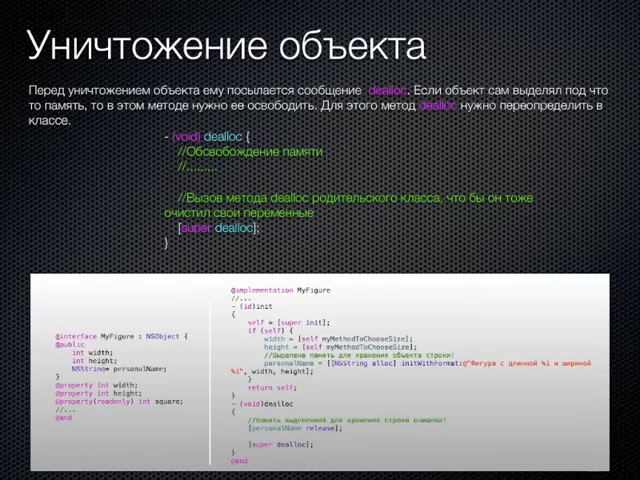 Уничтожение объекта
Перед уничтожением объекта ему посылается сообщение dealloc. Если объект сам выделял под что
то память, то в этом методе нужно ее освободить. Для этого метод dealloc нужно переопределить в
классе.
- (void) dealloc {
//Обсвобождение памяти
//.........
//Вызов метода dealloc родительского класса, что бы он тоже
очистил свои переменные
[super dealloc];
}
@interface MyFigure : NSObject {
@public
int width;
int height;
NSString* personalName;
}
@property int width;
@property int height;
@property(readonly) int square;
//...
@end
@implementation MyFigure
//...
- (id)init
{
self = [super init];
if (self) {
width = [self myMethodToChooseSize];
height = [self myMethodToChooseSize];
//Выделена память для хранения объекта строки!
personalName = [[NSString alloc] initWithFormat:@"Фигура с длинной %i и шириной
%i", width, height];
}
return self;
}
- (void)dealloc
{
//память выделенная для хранения строки очищены!
[personalName release];
[super dealloc];
}
@end